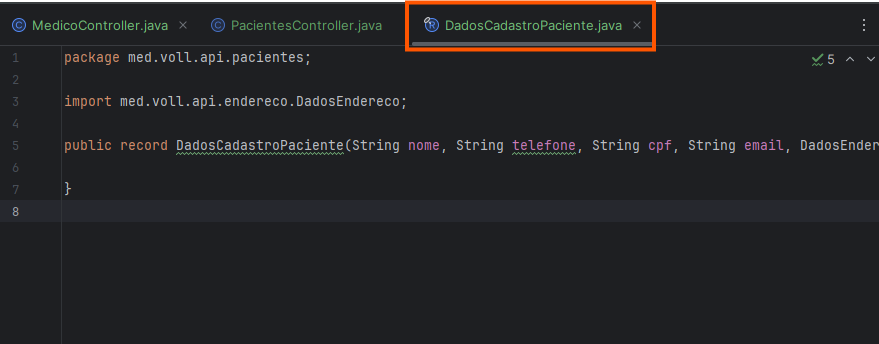 MedicoController.java PacientesController.java DadosCadastroPaciente.java
1 package med.voll.api.pacientes; 5
2
3 import med.voll.api.endereco.DadosEndereco;
4
5 public record DadosCadastroPaciente(String nome, String telefone, String cpf, String email, DadosEnder
6
7 }
8